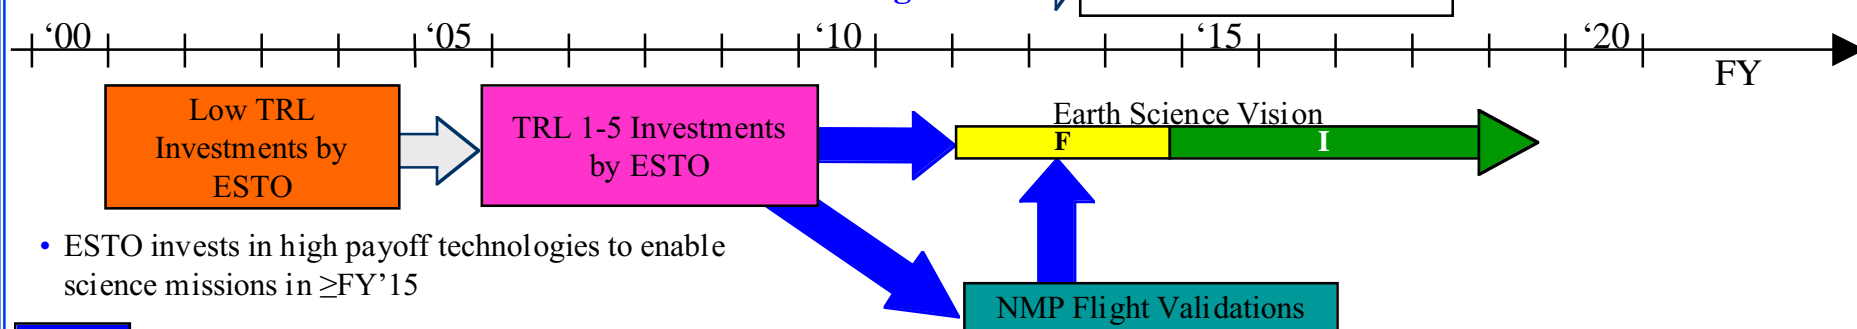 ‘00 ‘05 ‘10 ‘15 ‘20
FY
Low TRL
Investments by
ESTO
TRL 1-5 Investments
by ESTO
Earth Science Vision
F I
• ESTO invests in high payoff technologies to enable
science missions in ≥FY’15
NMP Flight Validations